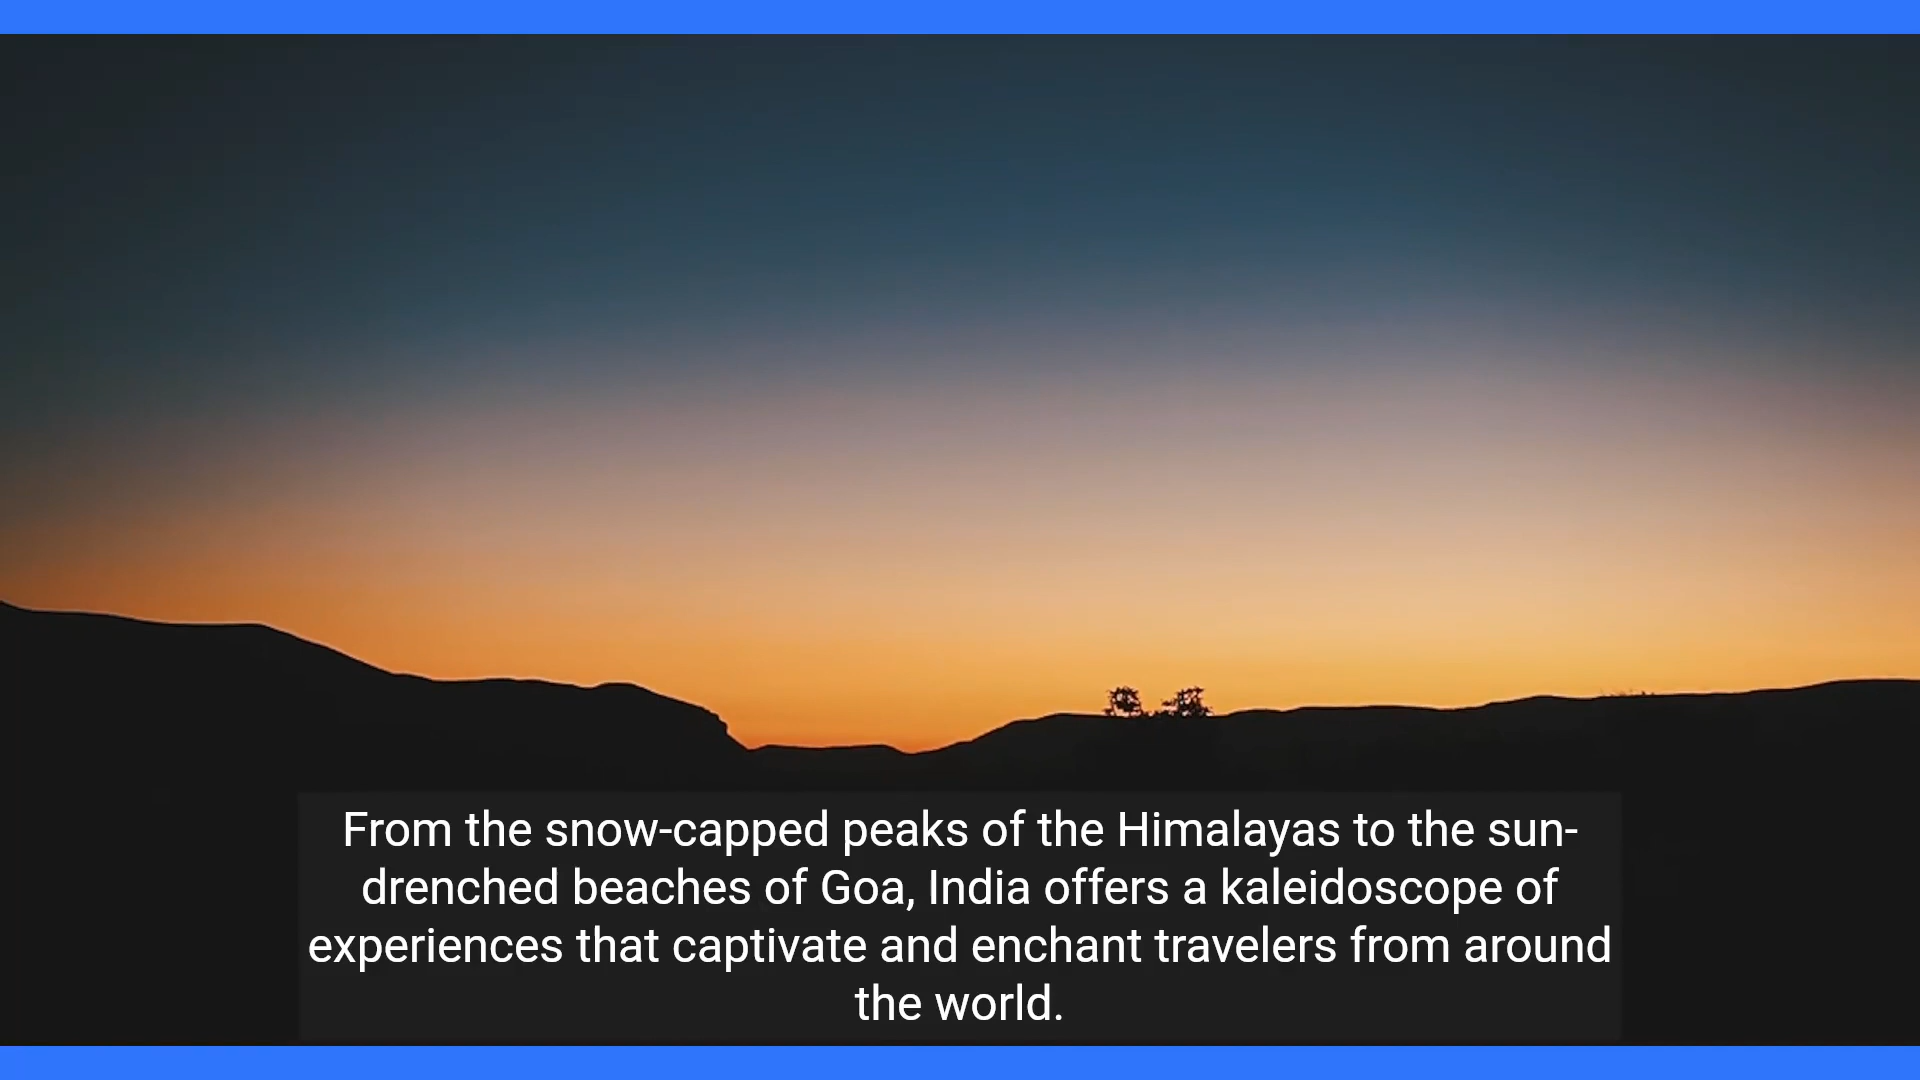 From the snow-capped peaks of the Himalayas to the sun-
drenched beaches of Goa, India offers a kaleidoscope of
experiences that captivate and enchant travelers from around
the world.